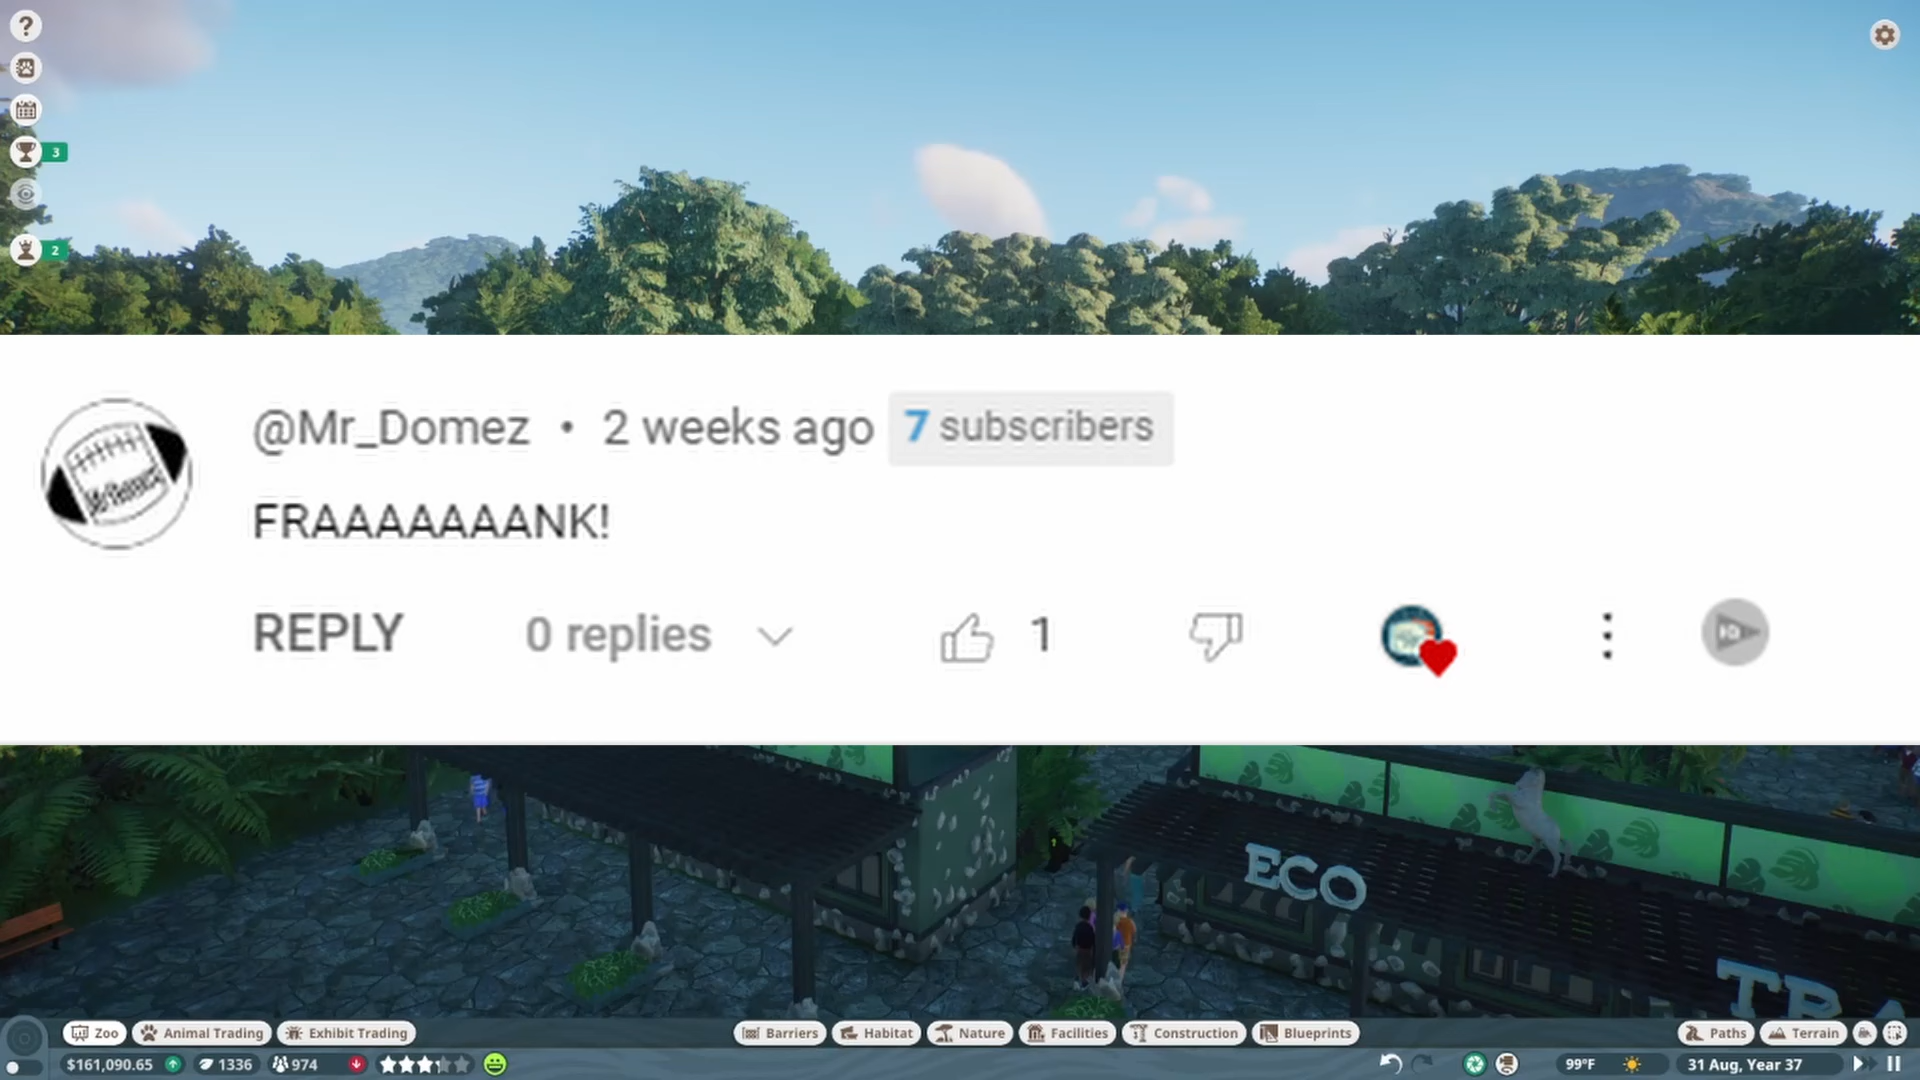 ?
3
2
@Mr_Domez • 2 weeks ago 7 subscribers
FRAAAAAAANK!
REPLY 0 replies 1
ECO
Zoo Animal Trading Exhibit Trading Barriers Habitat Nature Facilities Construction Blueprints Paths Terrain
$161,090.65 1336 974 99°F 31 Aug, Year 37